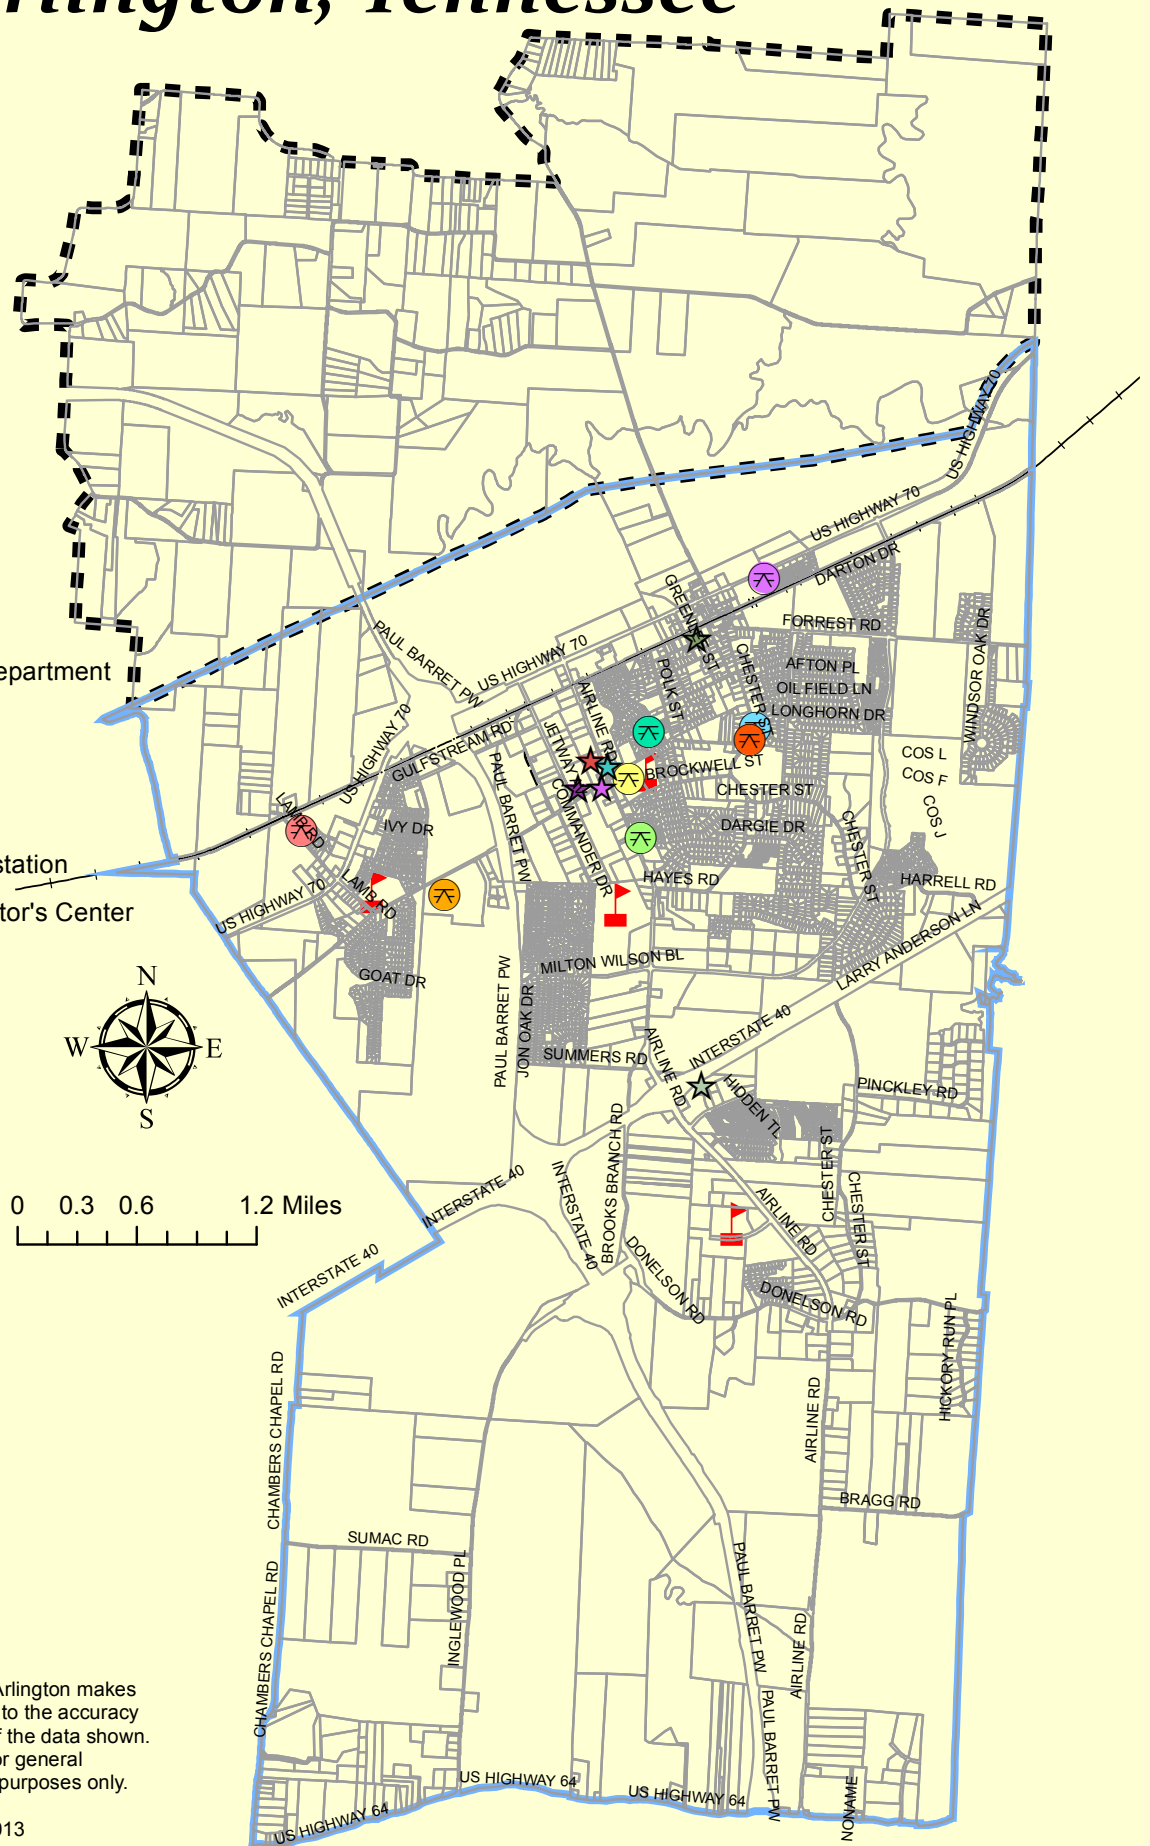 Tennessee
US HIGHWAY 70
US HIGHWAY 70
DARTON DR
GREENLEE ST
FORREST RD
WINDSOR OAK DR
PAUL BARRET PW
US HIGHWAY 70
CHESTER ST
AFTON PL
POLK ST
OIL FIELD LN
AIRLINE RD
LONGHORN DR
US HIGHWAY 70
GULFSTREAM RD
JETWAY
COS L
PAUL BARRET PW
BROCKWELL ST
COS F
COMMANDER DR
CHESTER ST
COS J
LAMB RD
IVY DR
DARGIE DR
CHESTER ST
station
HAYES RD
HARRELL RD
LAMB RD
US HIGHWAY 70
LARRY ANDERSON LN
Center
MILTON WILSON BL
GOAT DR
N
PAUL BARRET PW
JON OAK DR
W
E
SUMMERS RD
AIRLINE RD
INTERSTATE 40
S
HIDDEN TL
PINCKLEY RD
BROOKS BRANCH RD
CHESTER ST
CHESTER ST
0 0.3 0.6 1.2 Miles
INTERSTATE 40
INTERSTATE 40
AIRLINE RD
INTERSTATE 40
DONELSON RD
DONELSON RD
HICKORY RUN PL
CHAMBERS CHAPEL RD
AIRLINE RD
BRAGG RD
SUMAC RD
CHAMBERS CHAPEL RD
INGLEWOOD PL
PAUL BARRET PW
AIRLINE RD
Arlington makes
to the accuracy
f the data shown.
or general
purposes only.
PAUL BARRET PW
US HIGHWAY 64
US HIGHWAY 64
NONAME
US HIGHWAY 64
013